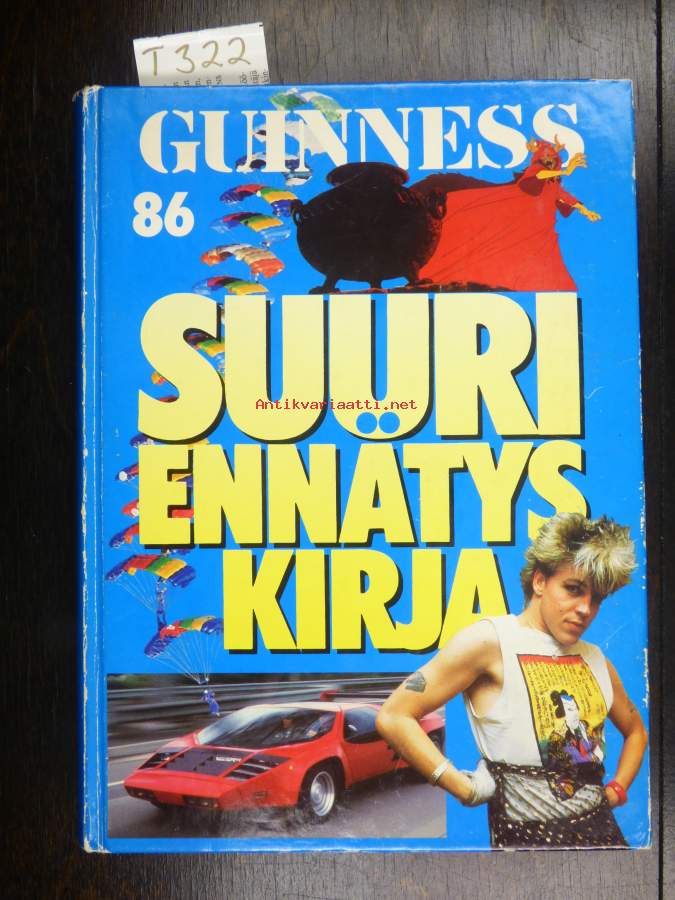 T322
GUINNESS
86
SUURI
Antikvariaatti.net
ENNÄTYS
KIRJA